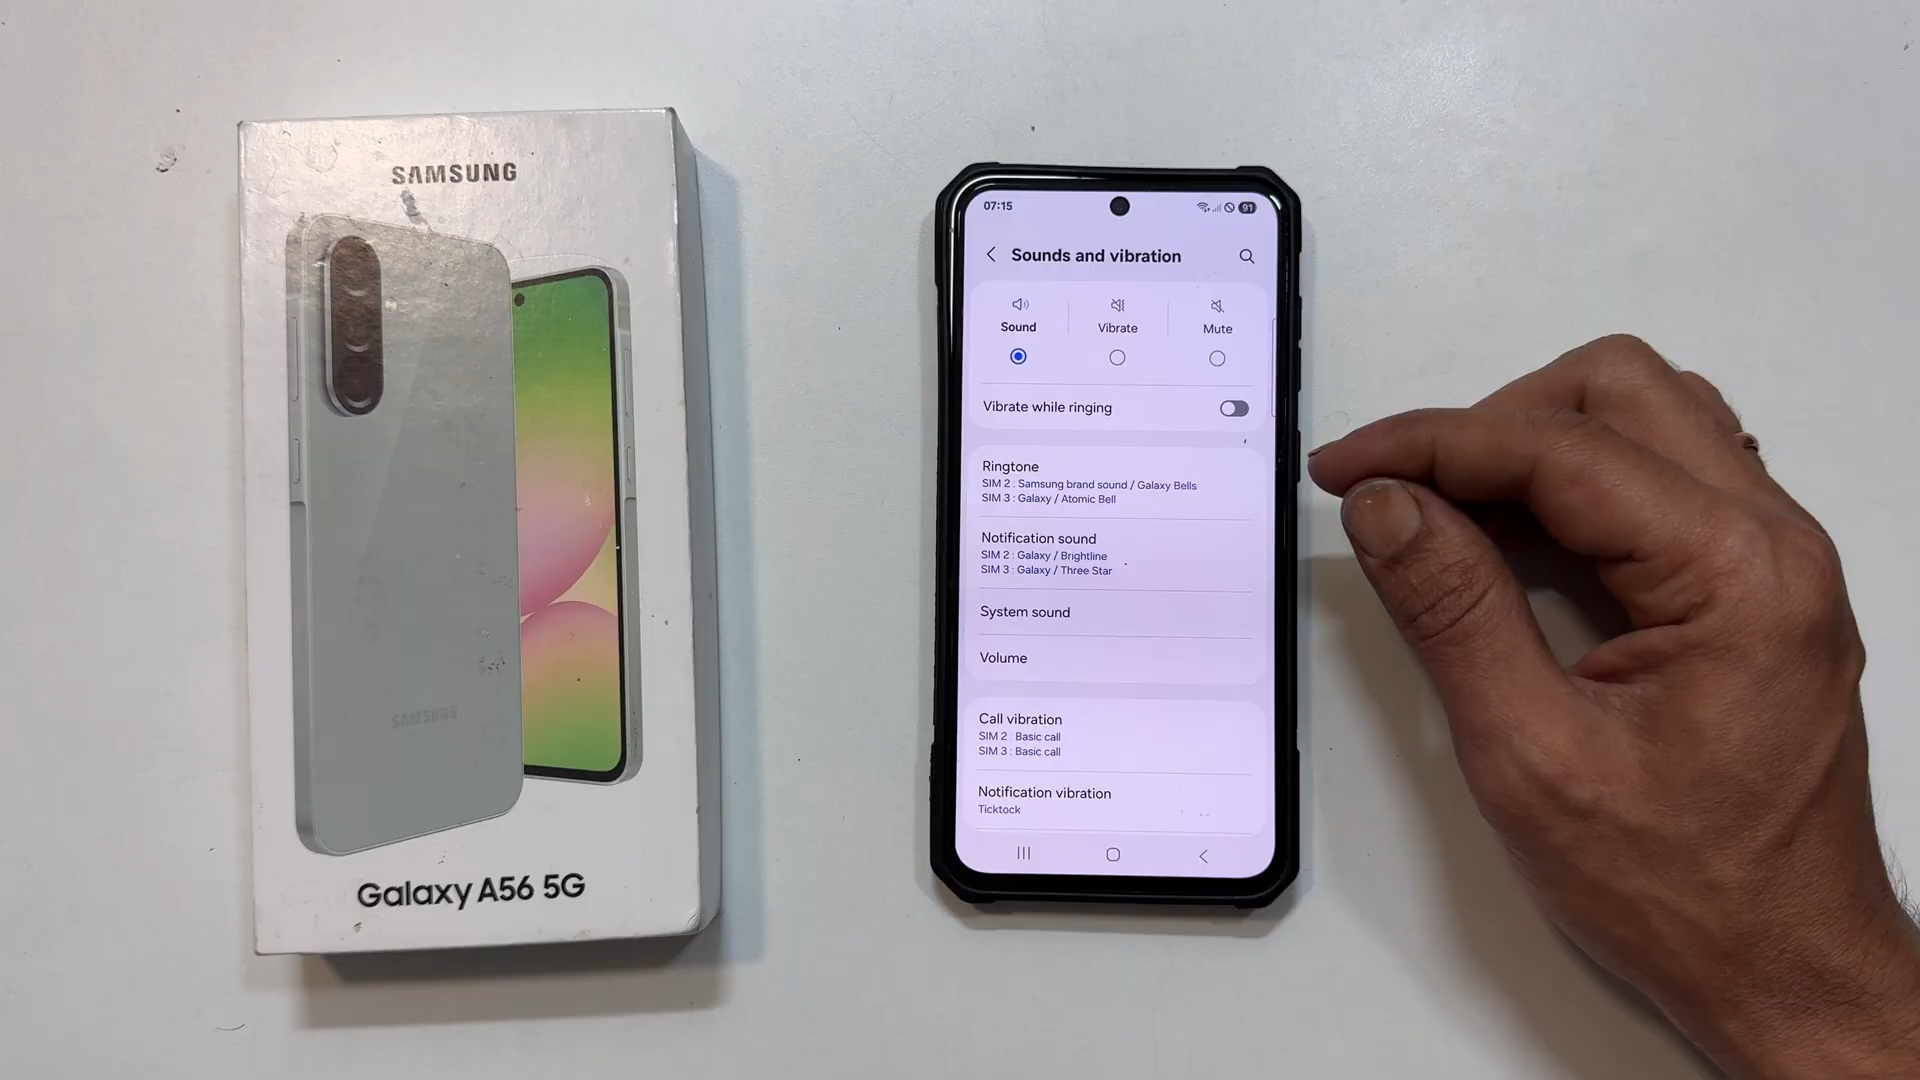 SAMSUNG
SAMSUNG
Galaxy A56 5G
07:15
91
Sounds and vibration
Sound
Vibrate
Mute
Vibrate while ringing
Ringtone
SIM 2 : Samsung brand sound / Galaxy Bells
SIM 3 : Galaxy / Atomic Bell
Notification sound
SIM 2 : Galaxy / Brightline
SIM 3 : Galaxy / Three Star
System sound
Volume
Call vibration
SIM 2 : Basic call
SIM 3 : Basic call
Notification vibration
Ticktock